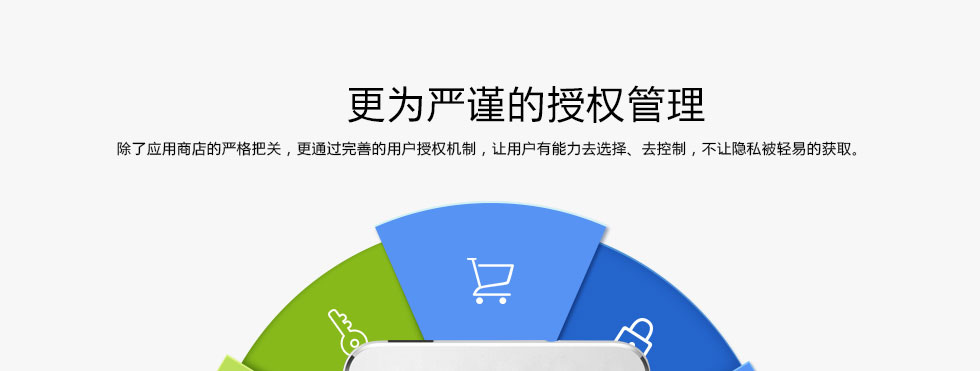 更为严谨的授权管理
除了应用商店的严格把关，更通过完善的用户授权机制，让用户有能力去选择、去控制，不让隐私被轻易的获取。